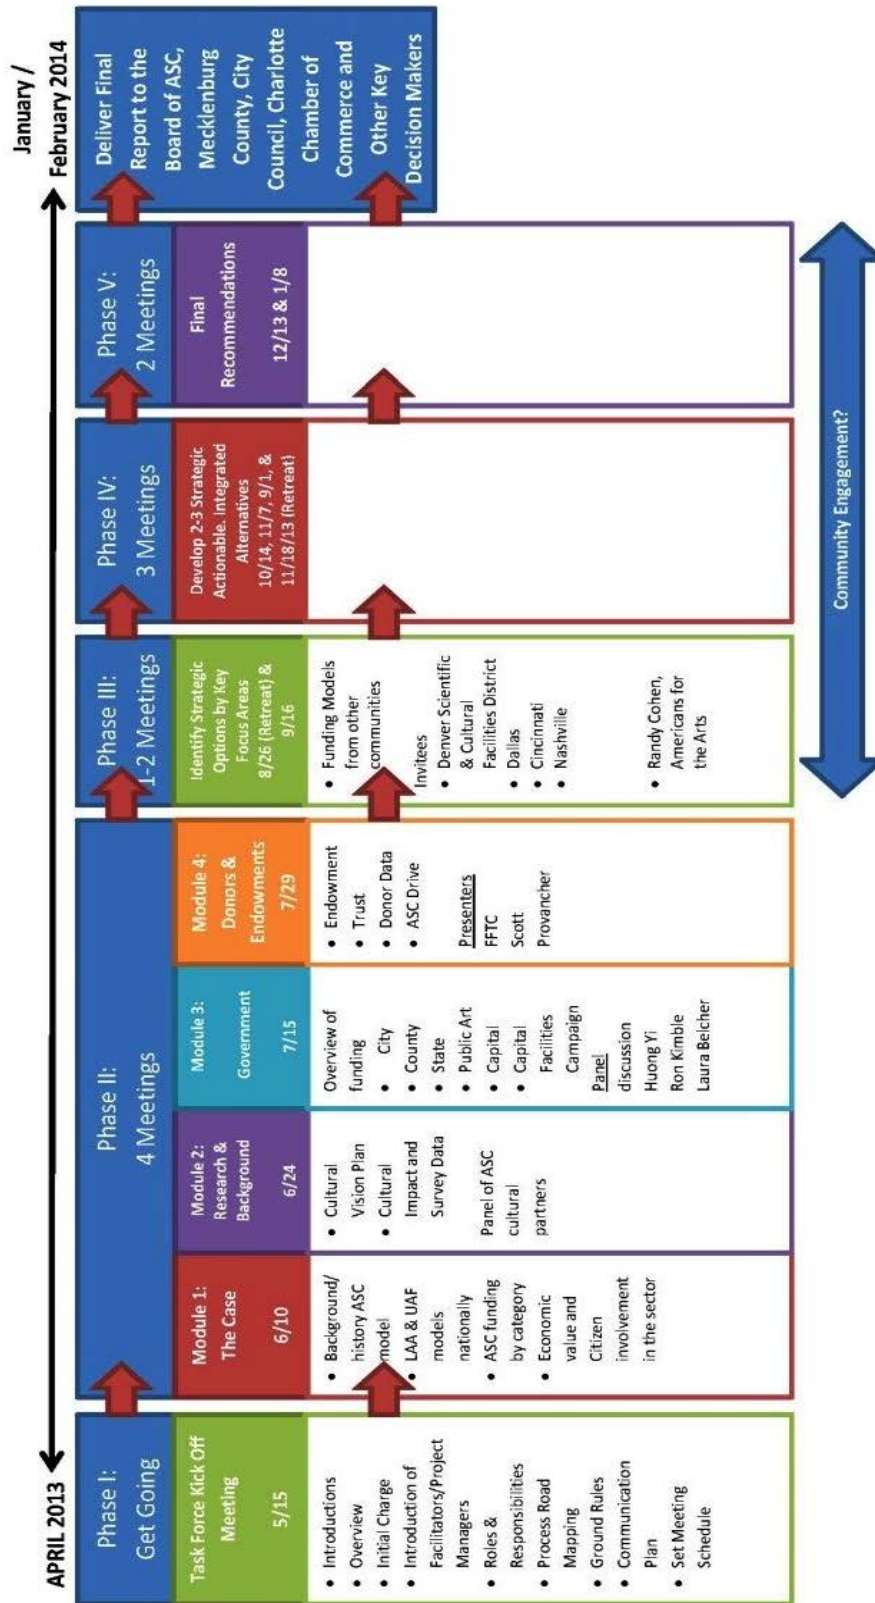 APRIL 2013
January /
February 2014
Phase I:
Get Going
Task Force Kick Off
Meeting
5/15
• Introductions
• Overview
• Initial Charge
• Introduction of
Facilitators/Project
Managers
• Roles &
Responsibilities
• Process Road
Mapping
• Ground Rules
• Communication
Plan
• Set Meeting
Schedule
Phase II:
4 Meetings
Module 1:
The Case
6/10
• Background/
history ASC
model
• LAA & UAF
models
nationally
• ASC funding
by category
• Economic
value and
Citizen
involvement
in the sector
Module 2:
Research &
Background
6/24
• Cultural
Vision Plan
• Cultural
Impact and
Survey Data
Panel of ASC
cultural
partners
Module 3:
Government
7/15
Overview of
funding
• City
• County
• State
• Public Art
• Capital
• Capital
Facilities
Campaign
Panel
discussion
Huong Yi
Ron Kimble
Laura Belcher
Module 4:
Donors &
Endowments
7/29
• Endowment
• Trust
• Donor Data
• ASC Drive
Presenters
FFTC
Scott
Provancher
Phase III:
1-2 Meetings
Identify Strategic
Options by Key
Focus Areas
8/26 (Retreat) &
9/16
• Funding Models
from other
communities
Invitees
• Denver Scientific
& Cultural
Facilities District
• Dallas
• Cincinnati
• Nashville
• Randy Cohen,
Americans for
the Arts
Phase IV:
3 Meetings
Develop 2-3 Strategic
Actionable. Integrated
Alternatives
10/14, 11/7, 9/1, &
11/18/13 (Retreat)
Phase V:
2 Meetings
Final
Recommendations
12/13 & 1/8
Deliver Final
Report to the
Board of ASC,
Mecklenburg
County, City
Council, Charlotte
Chamber of
Commerce and
Other Key
Decision Makers
Community Engagement?